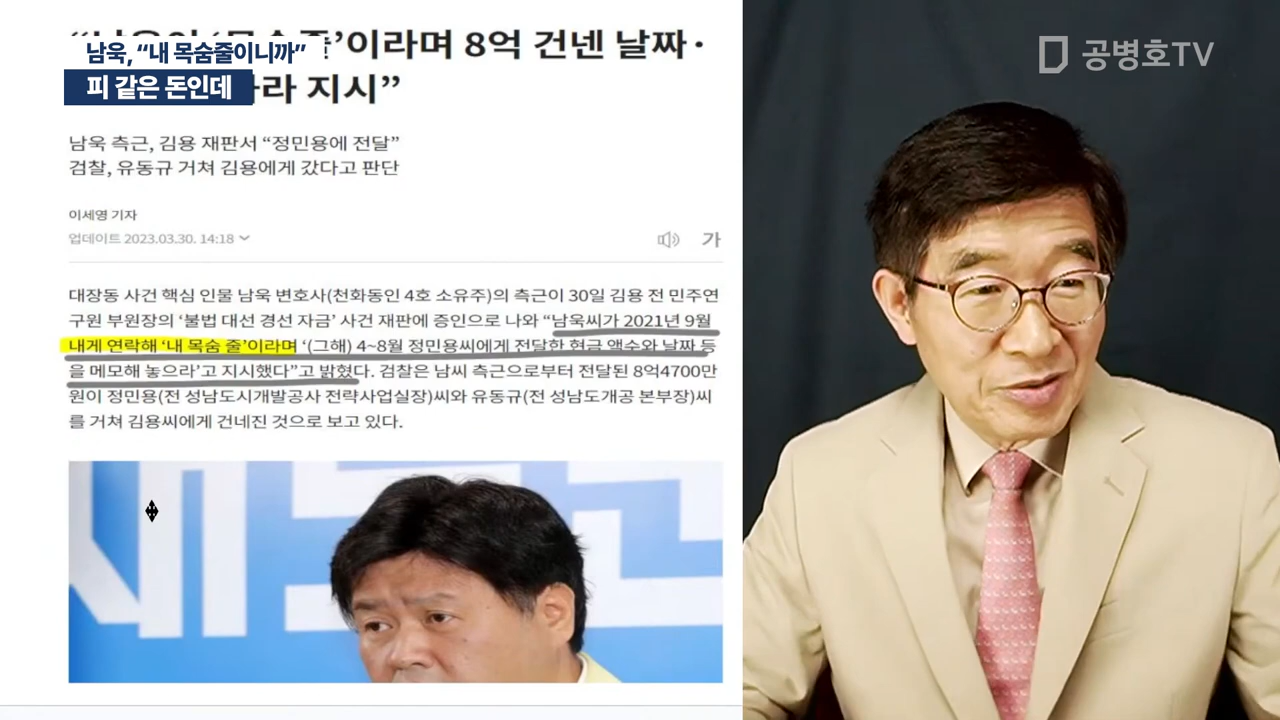 남욱, “내 목숨줄이니까”
피 같은 돈인데
’이라며 8억 건넨 날짜·
라 지시”
공병호TV
남욱 측근, 김용 재판서 “정민용에 전달”
검찰, 유동규 거쳐 김용에게 갔다고 판단
이세영 기자
업데이트 2023.03.30. 14:18
가
대장동 사건 핵심 인물 남욱 변호사(천화동인 4호 소유주)의 측근이 30일 김용 전 민주연
구원 부원장의 ‘불법 대선 경선 자금’ 사건 재판에 증인으로 나와 “남욱씨가 2021년 9월
내게 연락해 ‘내 목숨 줄’이라며 ‘(그해) 4~8월 정민용씨에게 전달한 현금 액수와 날짜 등
을 메모해 놓으라’고 지시했다”고 밝혔다. 검찰은 남씨 측근으로부터 전달된 8억4700만
원이 정민용(전 성남도시개발공사 전략사업실장)씨와 유동규(전 성남도개공 본부장)씨
를 거쳐 김용씨에게 건네진 것으로 보고 있다.